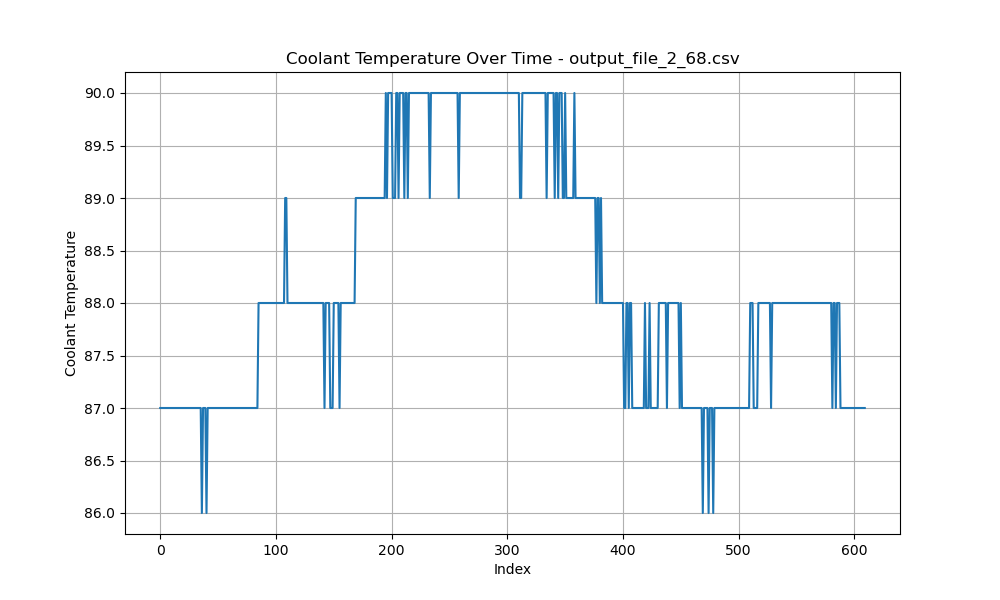 Coolant Temperature Over Time - output_file_2_68.csv
Coolant Temperature
90.0
89.5
89.0
88.5
88.0
87.5
87.0
86.5
86.0
0 100 200 300 400 500 600
Index